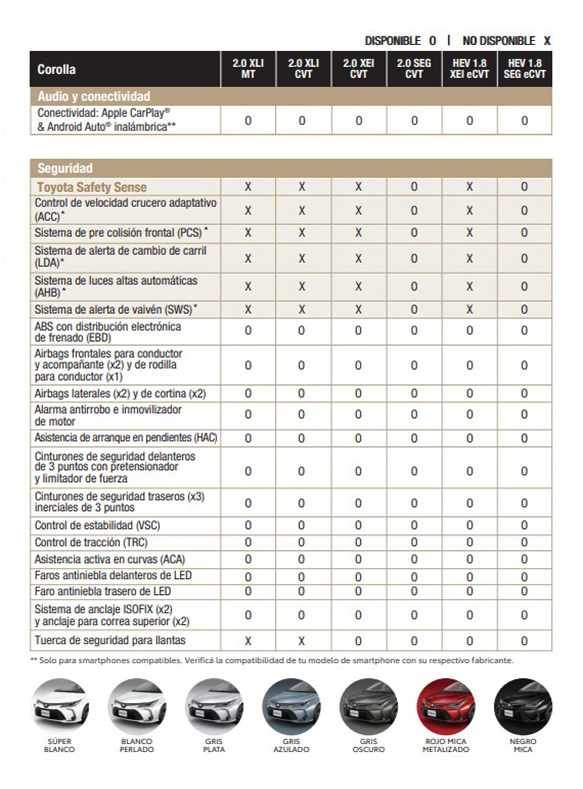 DISPONIBLE O | NO DISPONIBLE X
Corolla 2.0 XLI MT 2.0 XLI CVT 2.0 XEI CVT 2.0 SEG CVT HEV 1.8 XEI eCVT HEV 1.8 SEG eCVT
Audio y conectividad
Conectividad: Apple CarPlay®
& Android Auto® inalámbrica** O O O O O O
Seguridad
Toyota Safety Sense X X X O X O
Control de velocidad crucero adaptativo
(ACC)* X X X O X O
Sistema de pre colisión frontal (PCS)* X X X O X O
Sistema de alerta de cambio de carril
(LDA)* X X X O X O
Sistema de luces altas automáticas
(AHB)* X X X O X O
Sistema de alerta de vaivén (SWS)* X X X O X O
ABS con distribución electrónica
de frenado (EBD) O O O O O O
Airbags frontales para conductor
y acompañante (x2) y de rodilla
para conductor (x1) O O O O O O
Airbags laterales (x2) y de cortina (x2) O O O O O O
Alarma antirrobo e inmovilizador
de motor O O O O O O
Asistencia de arranque en pendientes (HAC) O O O O O O
Cinturones de seguridad delanteros
de 3 puntos con pretensionador
y limitador de fuerza O O O O O O
Cinturones de seguridad traseros (x3)
inerciales de 3 puntos O O O O O O
Control de estabilidad (VSC) O O O O O O
Control de tracción (TRC) O O O O O O
Asistencia activa en curvas (ACA) O O O O O O
Faros antiniebla delanteros de LED O O O O O O
Faro antiniebla trasero de LED O O O O O O
Sistema de anclaje ISOFIX (x2)
y anclaje para correa superior (x2) O O O O O O
Tuerca de seguridad para llantas X X O O O O
** Solo para smartphones compatibles. Verificá la compatibilidad de tu modelo de smartphone con su respectivo fabricante.
SÚPER BLANCO
BLANCO PERLADO
GRIS PLATA
GRIS AZULADO
GRIS OSCURO
ROJO MICA METALIZADO
NEGRO MICA